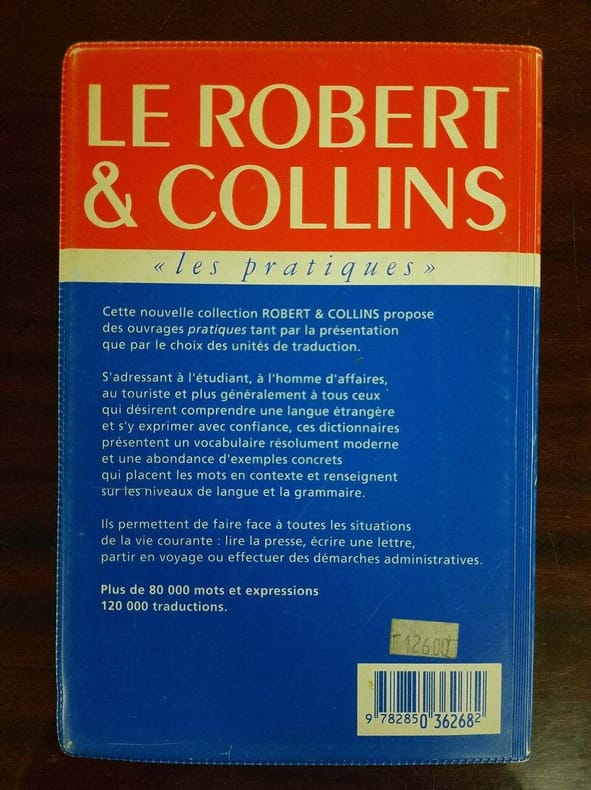 LE ROBERT
& COLLINS
« les pratiques »
Cette nouvelle collection ROBERT & COLLINS propose
des ouvrages pratiques tant par la présentation
que par le choix des unités de traduction.
S'adressant à l'étudiant, à l'homme d'affaires,
au touriste et plus généralement à tous ceux
qui désirent comprendre une langue étrangère
et s'y exprimer avec confiance, ces dictionnaires
présentent un vocabulaire résolument moderne
et une abondance d'exemples concrets
qui placent les mots en contexte et renseignent
sur les niveaux de langue et la grammaire.
Ils permettent de faire face à toutes les situations
de la vie courante : lire la presse, écrire une lettre,
partir en voyage ou effectuer des démarches administratives.
Plus de 80 000 mots et expressions
120 000 traductions.
12600
9 782850 362682